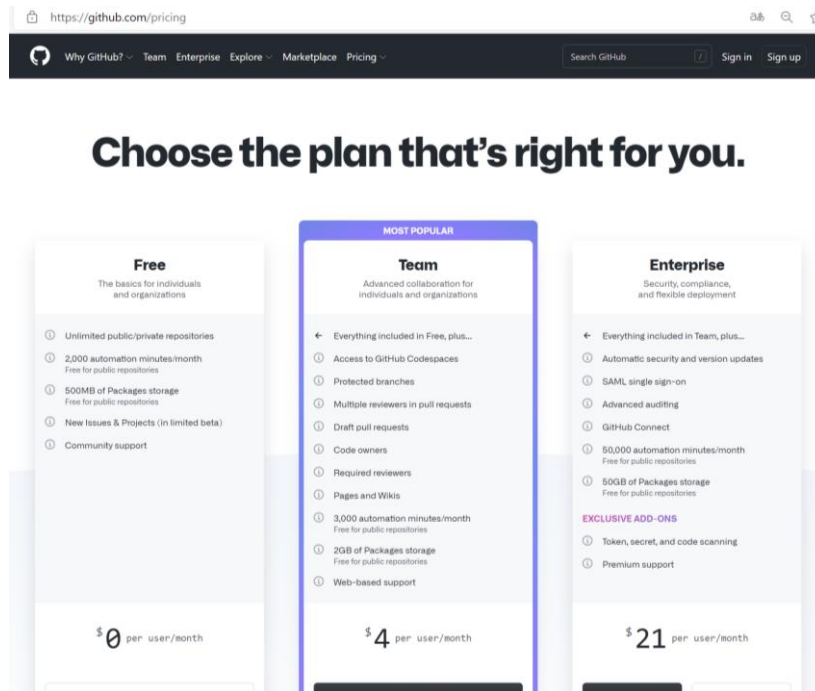 https://github.com/pricing
Why GitHub? Team Enterprise Explore Marketplace Pricing Search GitHub / Sign in Sign up
Choose the plan that's right for you.
Free
The basics for individuals
and organizations
Unlimited public/private repositories
2,000 automation minutes/month
Free for public repositories
500MB of Packages storage
Free for public repositories
New Issues & Projects (in limited beta)
Community support
$0 per user/month
MOST POPULAR
Team
Advanced collaboration for
individuals and organizations
← Everything included in Free, plus...
Access to GitHub Codespaces
Protected branches
Multiple reviewers in pull requests
Draft pull requests
Code owners
Required reviewers
Pages and Wikis
3,000 automation minutes/month
Free for public repositories
2GB of Packages storage
Free for public repositories
Web-based support
$4 per user/month
Enterprise
Security, compliance,
and flexible deployment
← Everything included in Team, plus...
Automatic security and version updates
SAML single sign-on
Advanced auditing
GitHub Connect
50,000 automation minutes/month
Free for public repositories
50GB of Packages storage
Free for public repositories
EXCLUSIVE ADD-ONS
Token, secret, and code scanning
Premium support
$21 per user/month